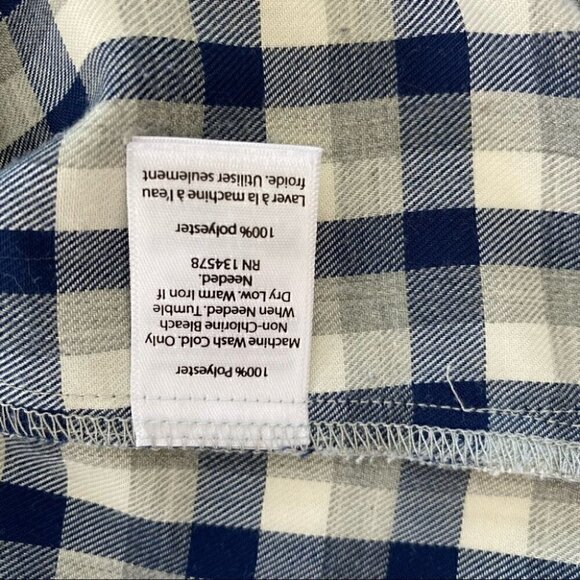 100% Polyester
Machine Wash Cold. Only
Non-Chlorine Bleach
When Needed. Tumble
Dry Low. Warm Iron If
Needed.
RN 134578
100% polyester
Laver à la machine à l'eau
froide. Utiliser seulement